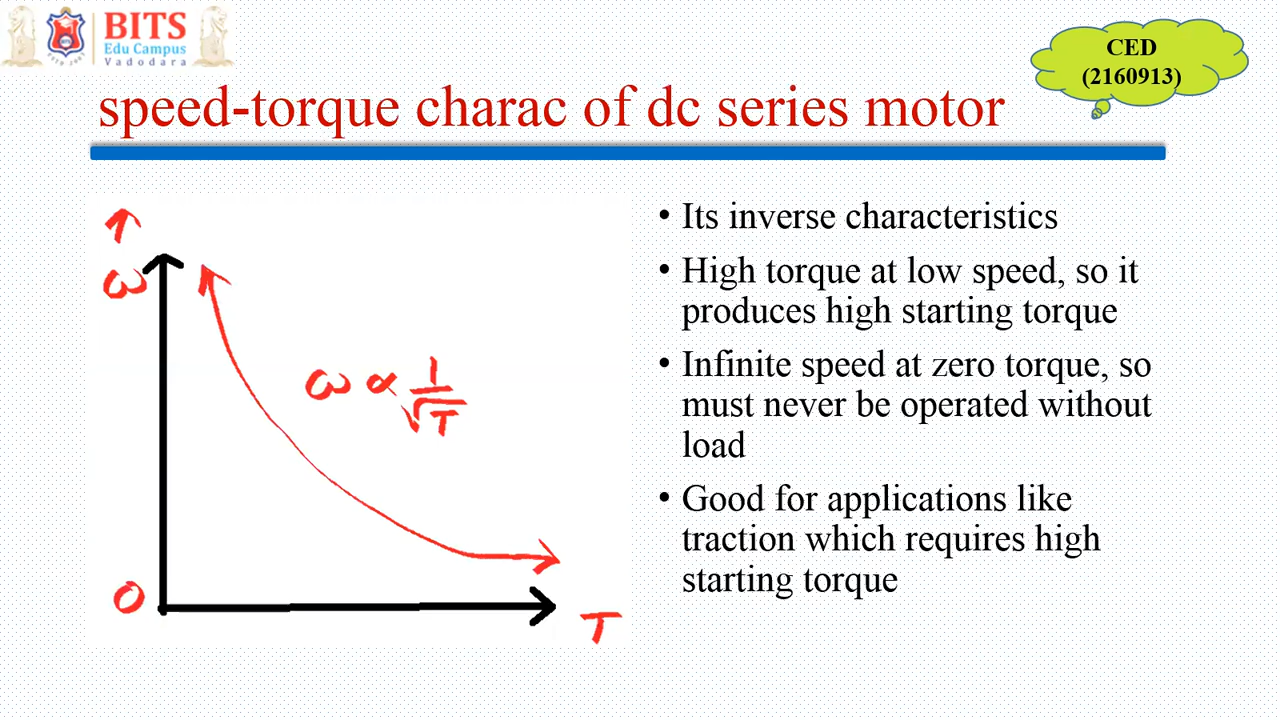 BITS
Edu Campus
Vadodara
CED
(2160913)
speed-torque charac of dc series motor
ω
ω ∝ 1/√T
0
T
• Its inverse characteristics
• High torque at low speed, so it
produces high starting torque
• Infinite speed at zero torque, so
must never be operated without
load
• Good for applications like
traction which requires high
starting torque